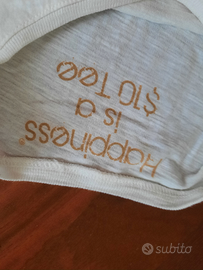 Happiness
is a
$10 Tee
subito